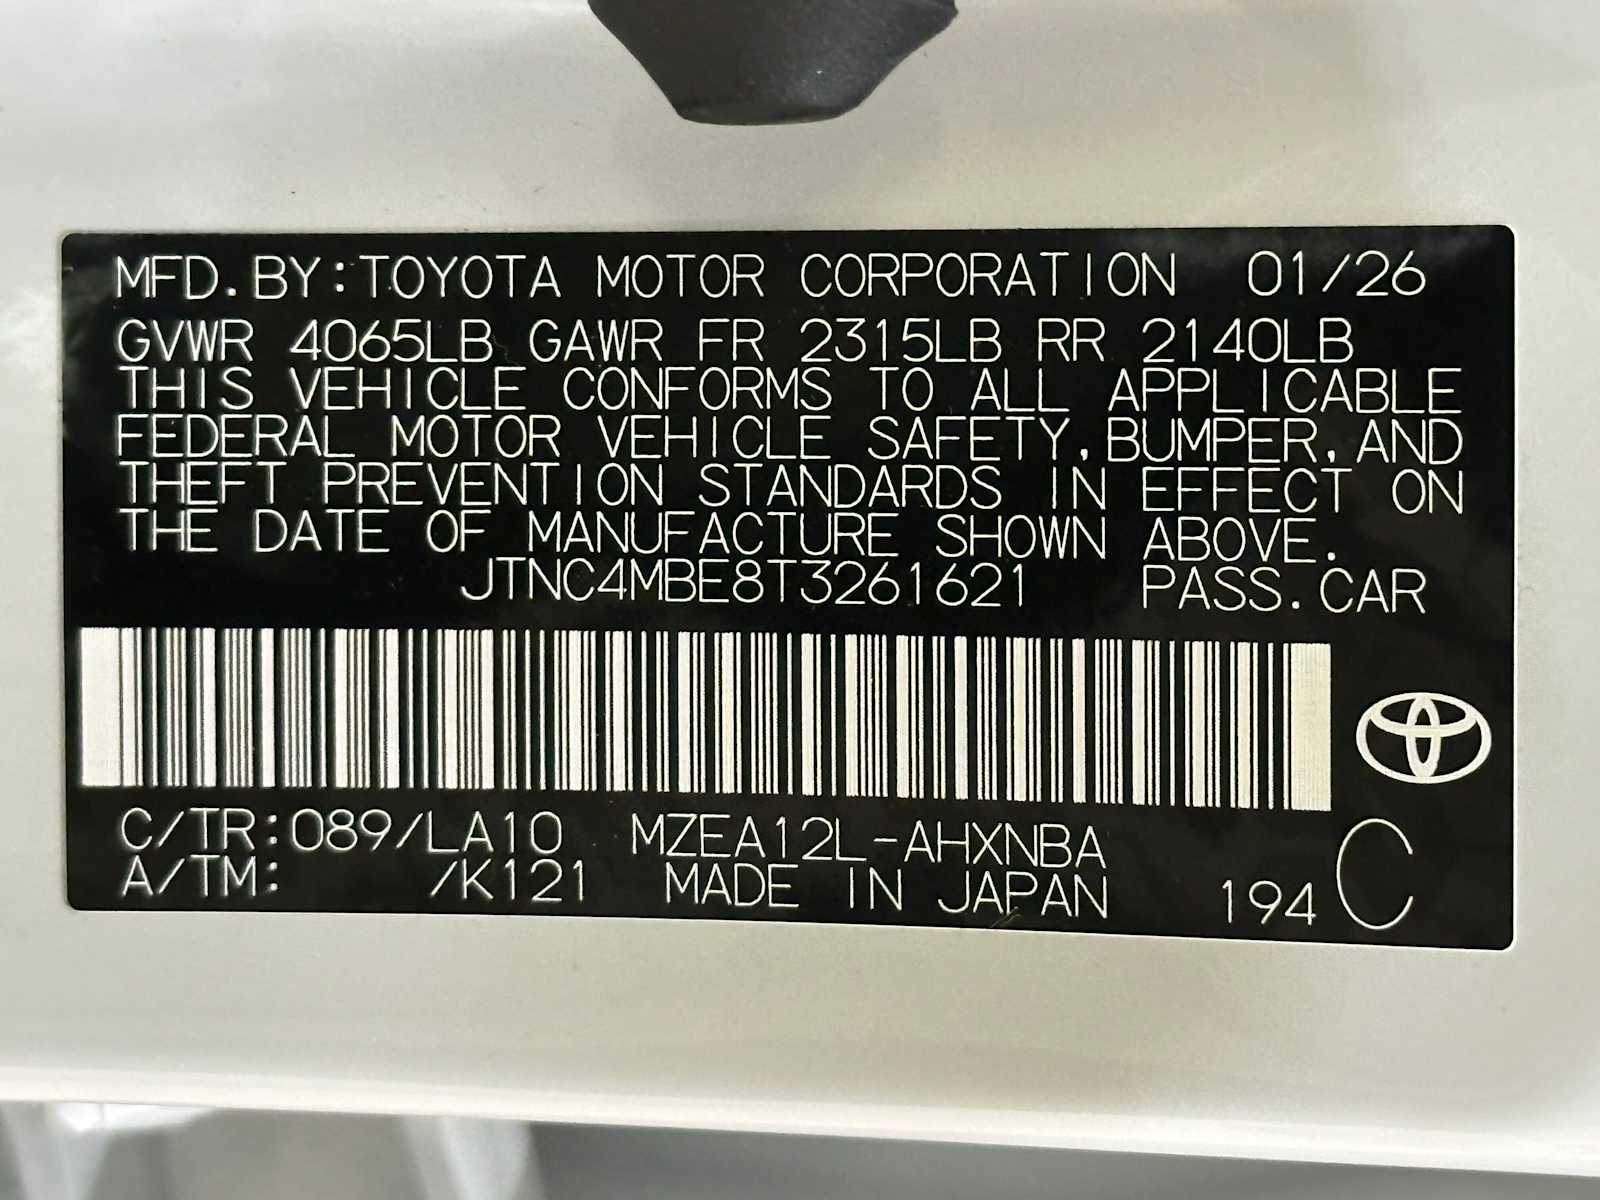 MFD.BY:TOYOTA MOTOR CORPORATION 01/26
GVWR 4065LB GAWR FR 2315LB RR 2140LB
THIS VEHICLE CONFORMS TO ALL APPLICABLE
FEDERAL MOTOR VEHICLE SAFETY,BUMPER,AND
THEFT PREVENTION STANDARDS IN EFFECT ON
THE DATE OF MANUFACTURE SHOWN ABOVE.
JTNC4MBE8T3261621 PASS.CAR
C/TR:089/LA10 MZEA12L-AHXNBA
A/TM: /K121 MADE IN JAPAN 194 C